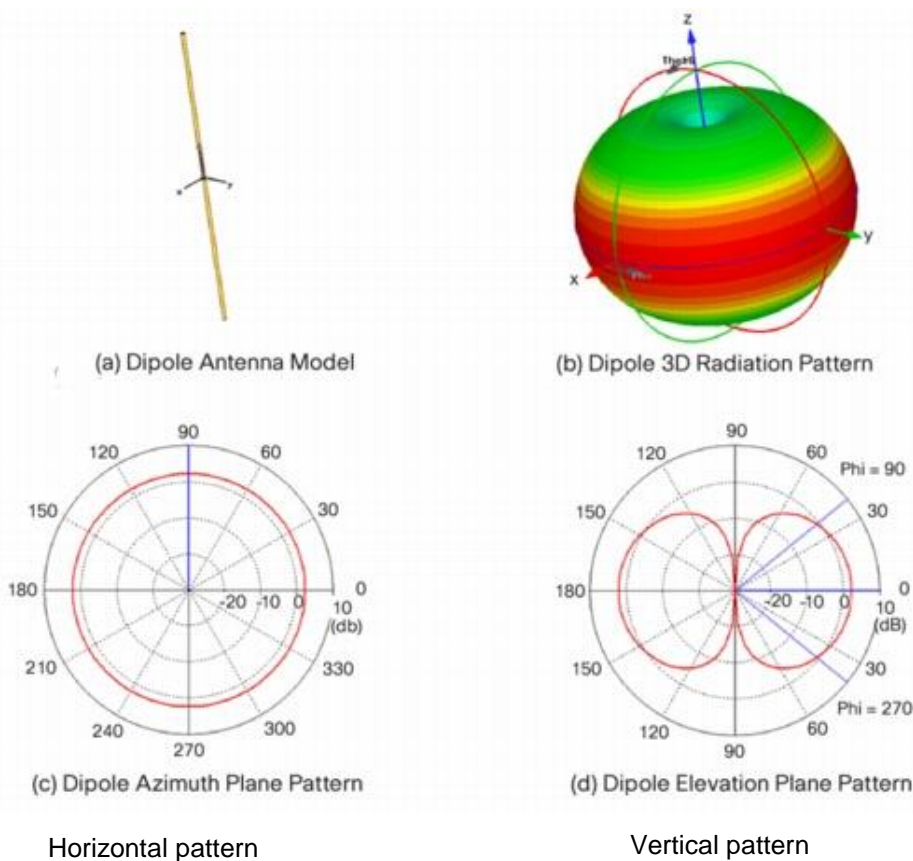 z
Theta
x
y
x
y
(a) Dipole Antenna Model
(b) Dipole 3D Radiation Pattern
90
120
60
150
30
180
-20
-10
0
10
0
(db)
210
330
240
300
270
(c) Dipole Azimuth Plane Pattern
90
120
60
Phi = 90
150
30
180
-20
-10
0
10
0
(dB)
150
30
Phi = 270
120
60
90
(d) Dipole Elevation Plane Pattern
Horizontal pattern
Vertical pattern